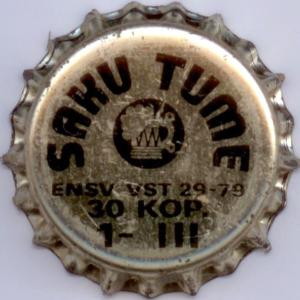 SAKU TUME
ENSV VST 29-79
30 KOP.
1- III